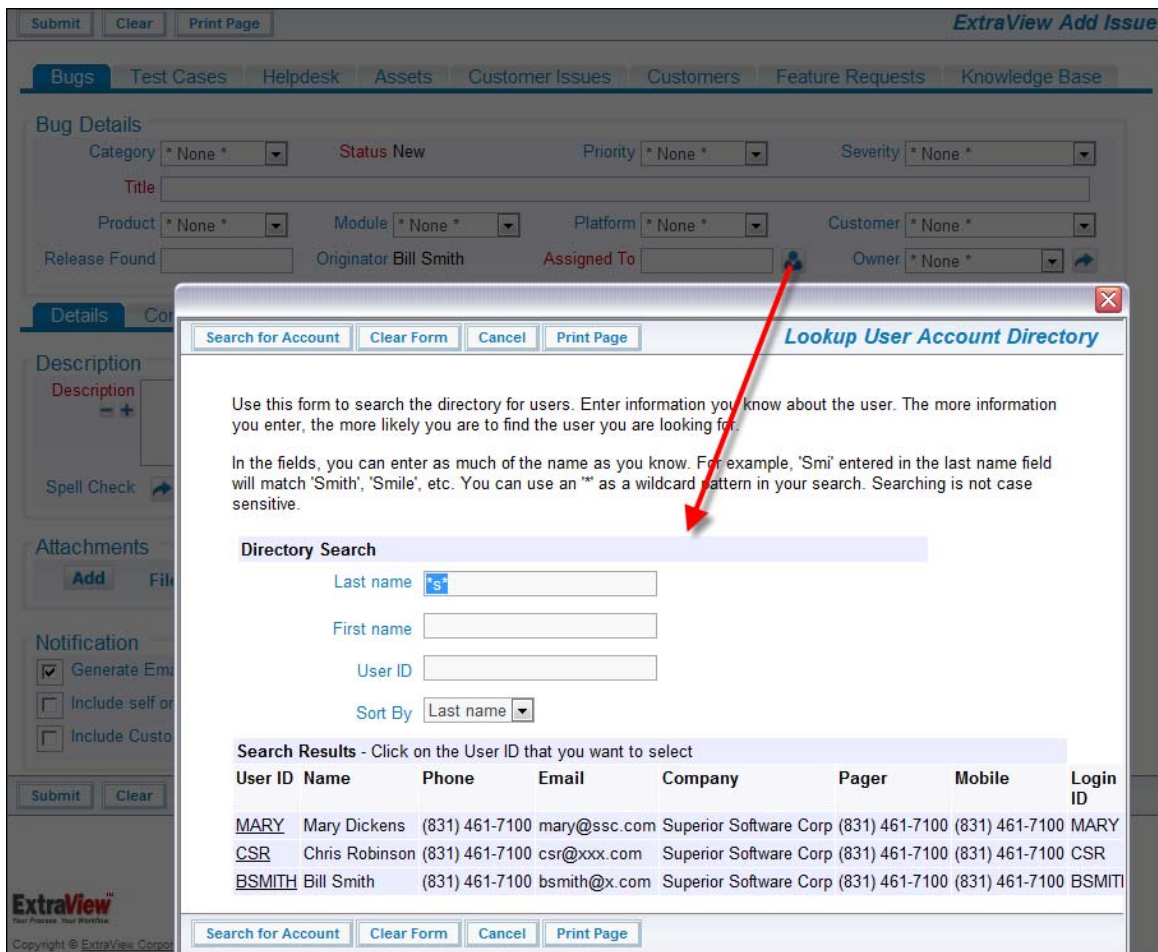 Submit Clear Print Page ExtraView Add Issue
Bugs Test Cases Helpdesk Assets Customer Issues Customers Feature Requests Knowledge Base
Bug Details
Category * None * Status New Priority * None * Severity * None *
Title
Product * None * Module * None * Platform * None * Customer * None *
Release Found Originator Bill Smith Assigned To Owner * None *
Details
Search for Account Clear Form Cancel Print Page Lookup User Account Directory
Description
Description
Use this form to search the directory for users. Enter information you know about the user. The more information
you enter, the more likely you are to find the user you are looking for.
In the fields, you can enter as much of the name as you know. For example, 'Smi' entered in the last name field
will match 'Smith', 'Smile', etc. You can use an '*' as a wildcard pattern in your search. Searching is not case
sensitive.
Spell Check
Attachments
Add
Directory Search
Last name *s*
First name
User ID
Sort By Last name
Notification
Generate
Include self
Include
Search Results - Click on the User ID that you want to select
User ID Name Phone Email Company Pager Mobile Login
ID
MARY Mary Dickens (831) 461-7100 mary@ssc.com Superior Software Corp (831) 461-7100 (831) 461-7100 MARY
CSR Chris Robinson (831) 461-7100 csr@xxx.com Superior Software Corp (831) 461-7100 (831) 461-7100 CSR
BSMITH Bill Smith (831) 461-7100 bsmith@x.com Superior Software Corp (831) 461-7100 (831) 461-7100
Submit Clear
ExtraView
Your Process. Your Workflow.
Copyright © ExtraView
Search for Account Clear Form Cancel Print Page